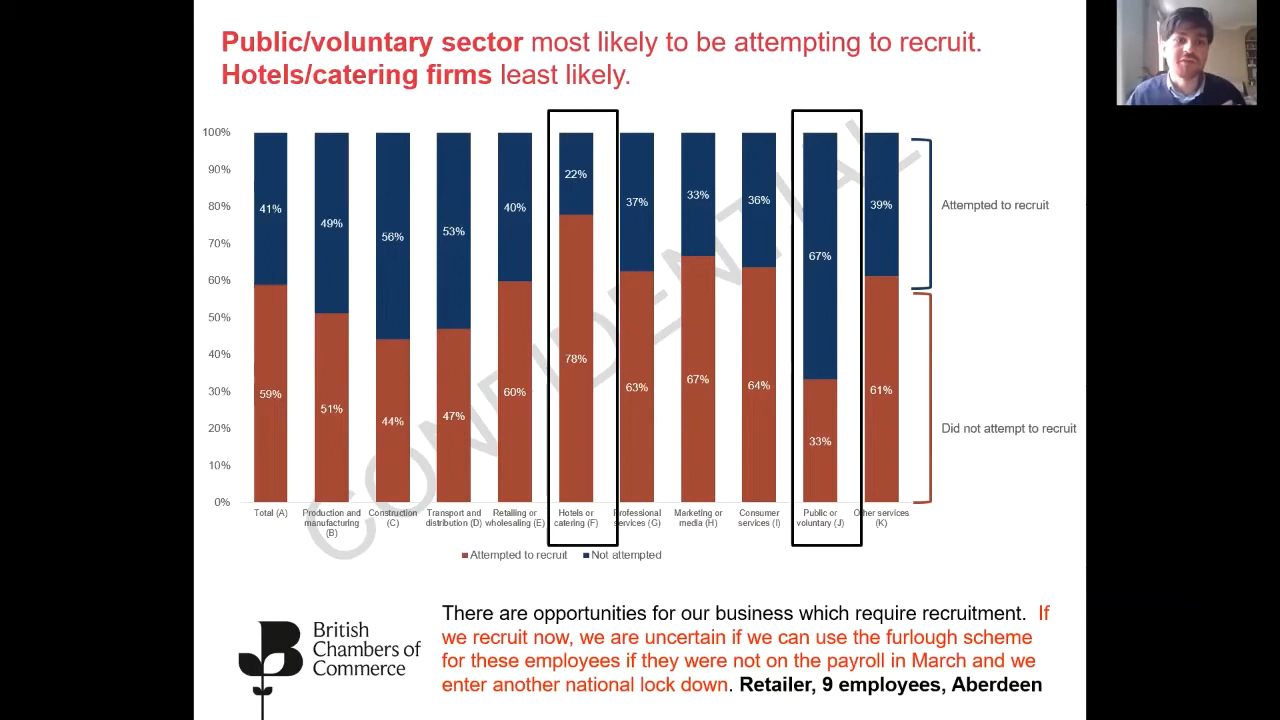 Public/voluntary sector most likely to be attempting to recruit.
Hotels/catering firms least likely.
100%
90%
80%
70%
60%
50%
40%
30%
20%
10%
0%
41%
49%
56%
53%
40%
22%
37%
33%
36%
67%
39%
59%
51%
44%
47%
60%
78%
63%
67%
64%
33%
61%
Attempted to recruit
Did not attempt to recruit
CONFIDENTIAL
Total (A)
Production and
manufacturing
(B)
Construction
(C)
Transport and
distribution (D)
Retailing or
wholesaling (E)
Hotels or
catering (F)
Professional
services (G)
Marketing or
media (H)
Consumer
services (I)
Public or
voluntary (J)
Other services
(K)
Attempted to recruit
Not attempted
British
Chambers of
Commerce
There are opportunities for our business which require recruitment. If
we recruit now, we are uncertain if we can use the furlough scheme
for these employees if they were not on the payroll in March and we
enter another national lock down. Retailer, 9 employees, Aberdeen